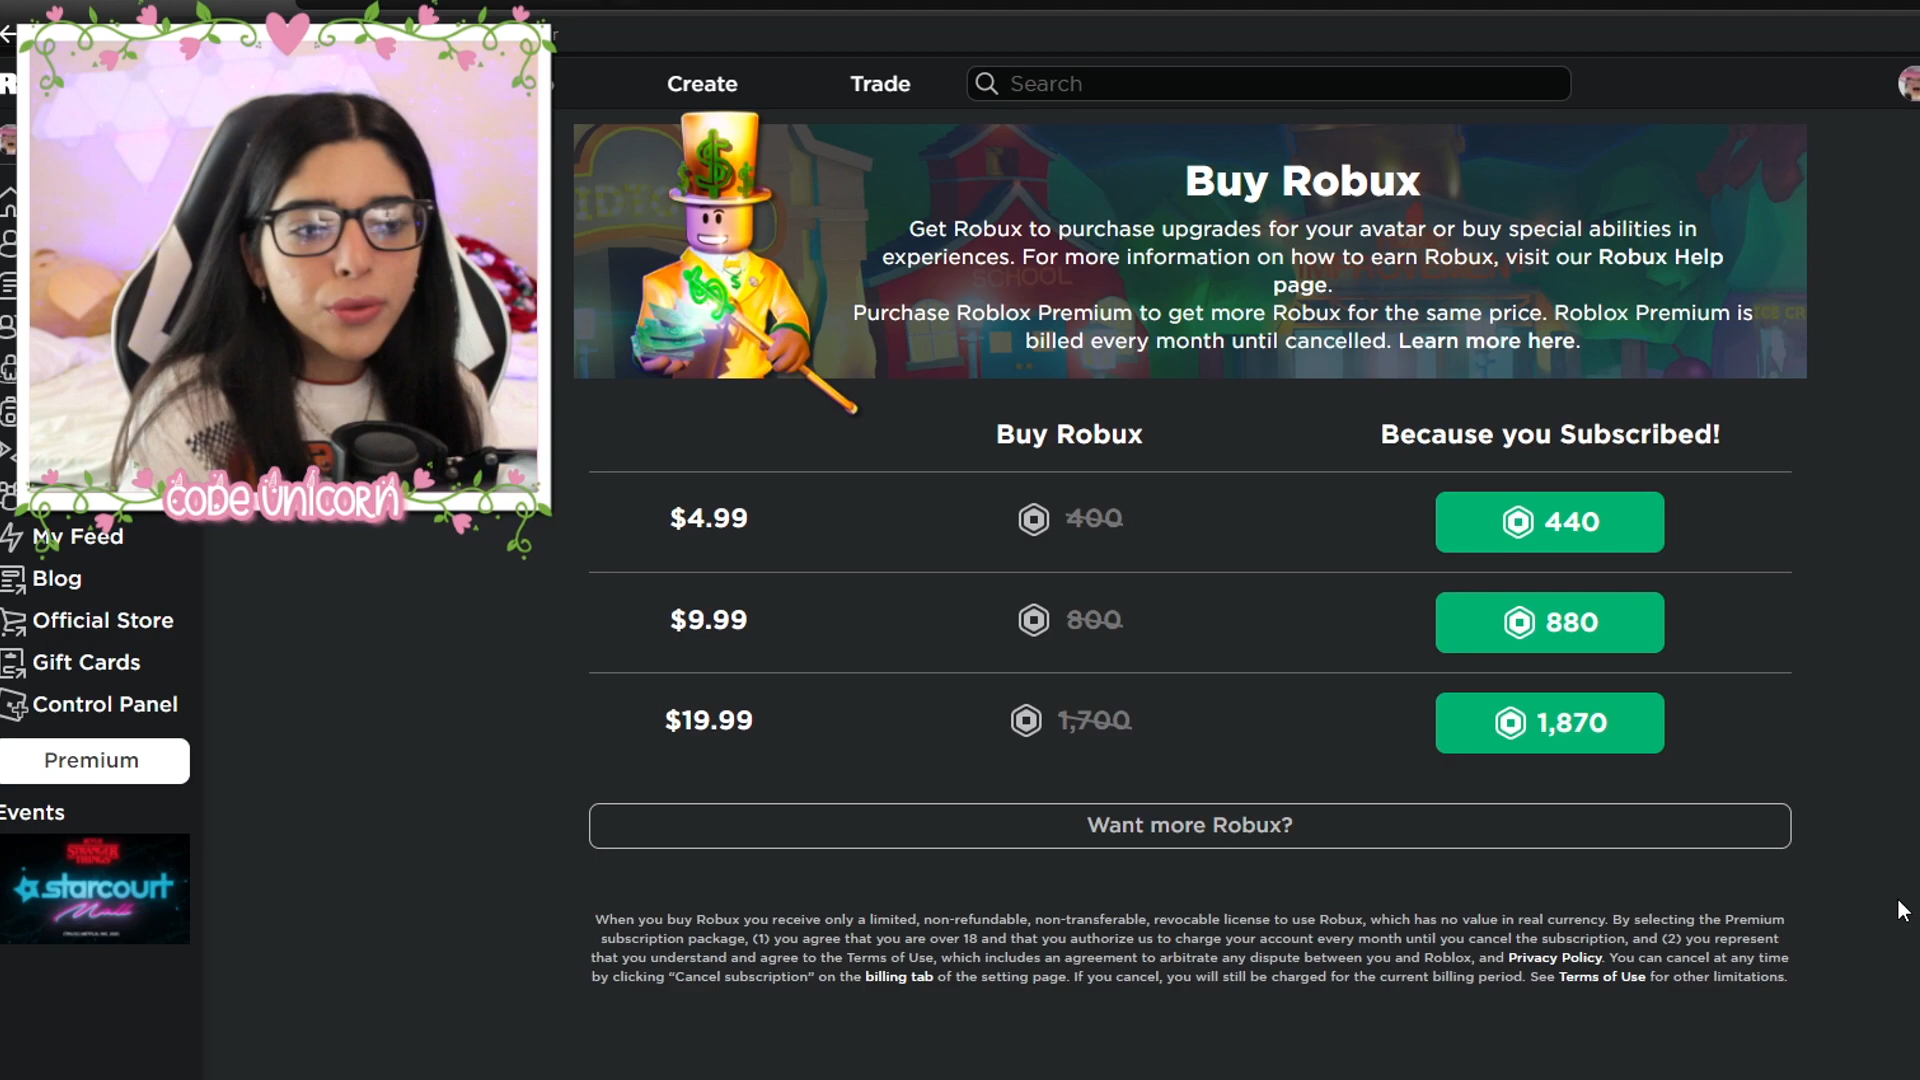 Create
Trade
Search
CODE UNICORN
My Feed
Blog
Official Store
Gift Cards
Control Panel
Premium
Events
STRANGER
THINGS
starcourt
Mall
Buy Robux
Get Robux to purchase upgrades for your avatar or buy special abilities in
experiences. For more information on how to earn Robux, visit our Robux Help
page.
Purchase Roblox Premium to get more Robux for the same price. Roblox Premium is
billed every month until cancelled. Learn more here.
SCHOOL
Buy Robux
Because you Subscribed!
$4.99
400
440
$9.99
800
880
$19.99
1,700
1,870
Want more Robux?
When you buy Robux you receive only a limited, non-refundable, non-transferable, revocable license to use Robux, which has no value in real currency. By selecting the Premium
subscription package, (1) you agree that you are over 18 and that you authorize us to charge your account every month until you cancel the subscription, and (2) you represent
that you understand and agree to the Terms of Use, which includes an agreement to arbitrate any dispute between you and Roblox, and Privacy Policy. You can cancel at any time
by clicking “Cancel subscription” on the billing tab of the setting page. If you cancel, you will still be charged for the current billing period. See Terms of Use for other limitations.